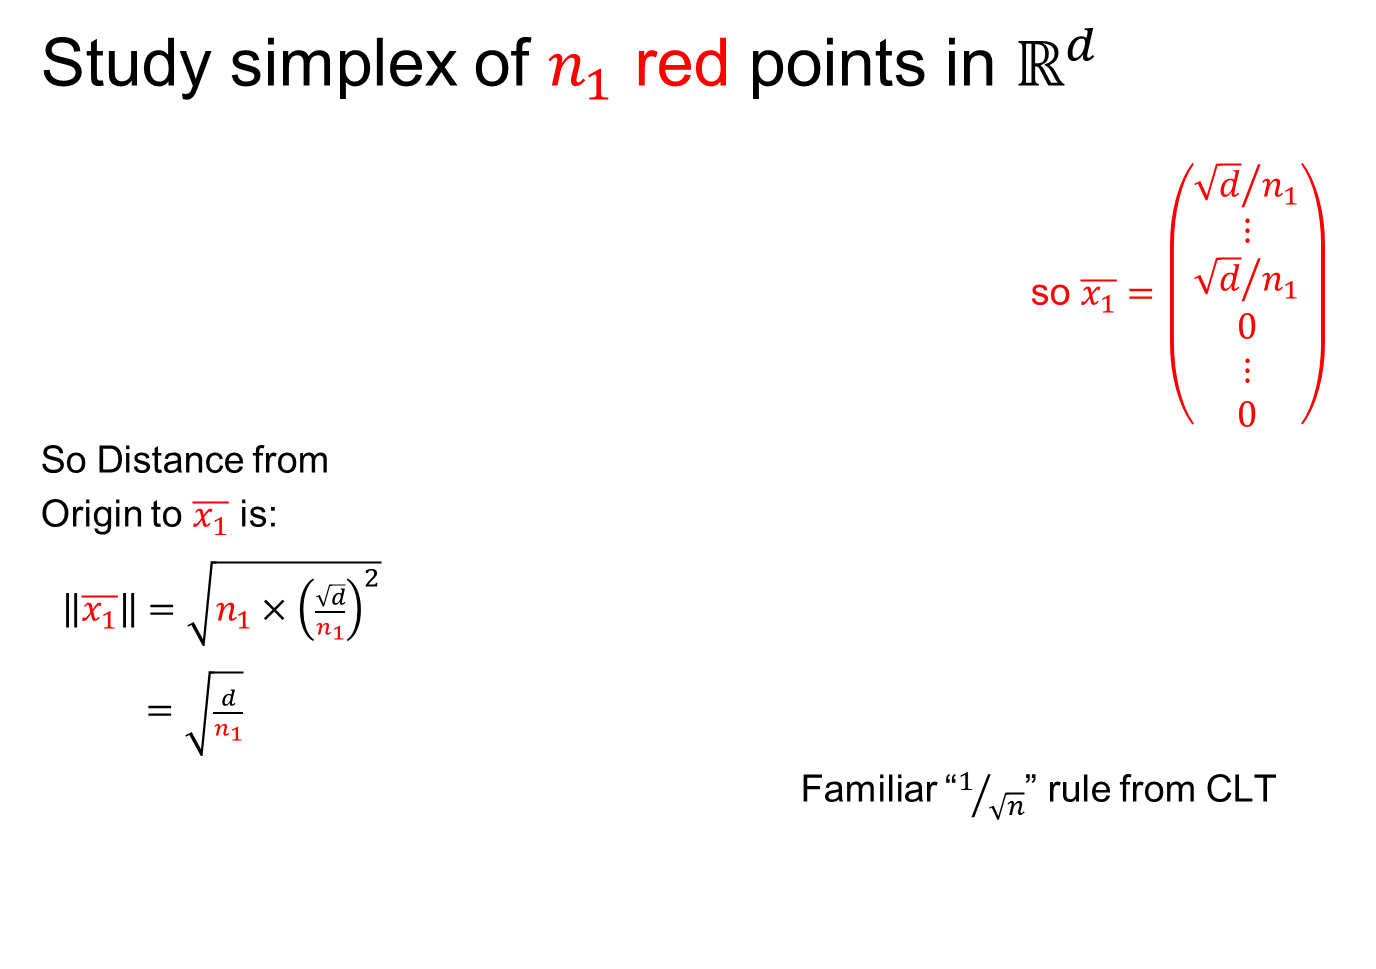 Study simplex of n₁ red points in ℝᵈ
so x̄₁ = (√d/n₁ ⋮ √d/n₁ 0 ⋮ 0)
So Distance from
Origin to x̄₁ is:
‖x̄₁‖ = √(n₁ × (√d/n₁)²)
= √(d/n₁)
Familiar “1/√n” rule from CLT